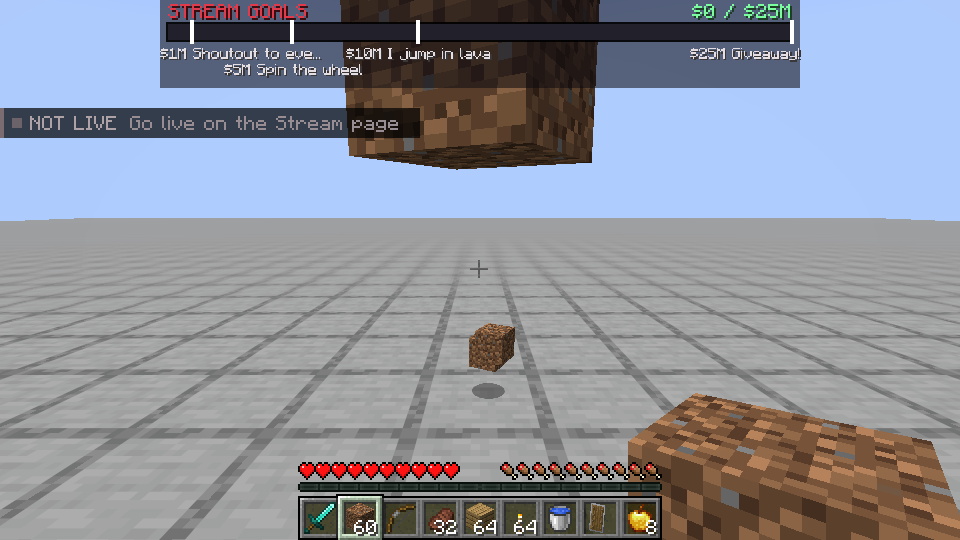 STREAM GOALS $0 / $25M
$1M Shoutout to eve... $10M I jump in lava $25M Giveaway!
$5M Spin the wheel
NOT LIVE Go live on the Stream page
60 32 64 64 8